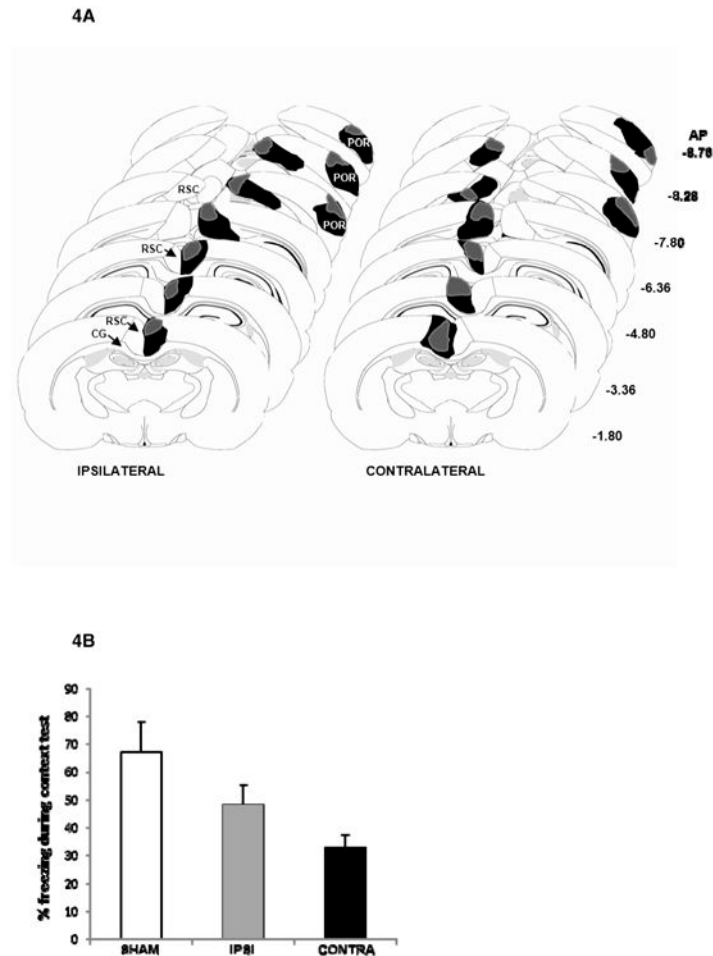 4A
POR
AP
-8.76
POR
RSC
POR
RSC
-7.80
-6.36
RSC
CG
-4.80
-3.36
-1.80
IPSILATERAL
CONTRALATERAL
4B
% freezing during context test
90
80
70
60
50
40
30
20
10
0
SHAM
IPSI
CONTRA